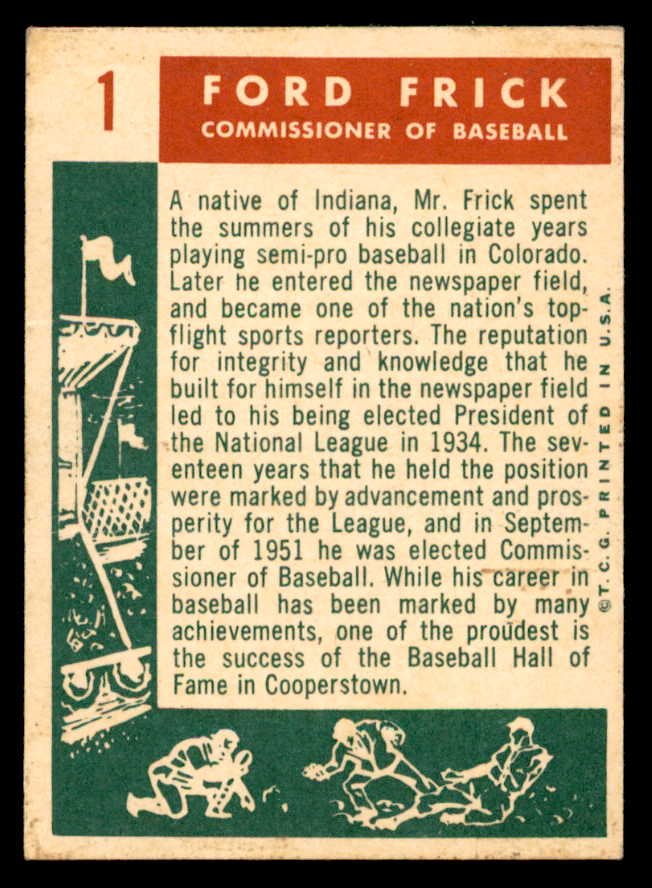 1
FORD FRICK
COMMISSIONER OF BASEBALL
A native of Indiana, Mr. Frick spent
the summers of his collegiate years
playing semi-pro baseball in Colorado.
Later he entered the newspaper field,
and became one of the nation's top-
flight sports reporters. The reputation
for integrity and knowledge that he
built for himself in the newspaper field
led to his being elected President of
the National League in 1934. The sev-
enteen years that he held the position
were marked by advancement and pros-
perity for the League, and in Septem-
ber of 1951 he was elected Commis-
sioner of Baseball. While his career in
baseball has been marked by many
achievements, one of the proudest is
the success of the Baseball Hall of
Fame in Cooperstown.
©T.C.G. PRINTED IN U.S.A.